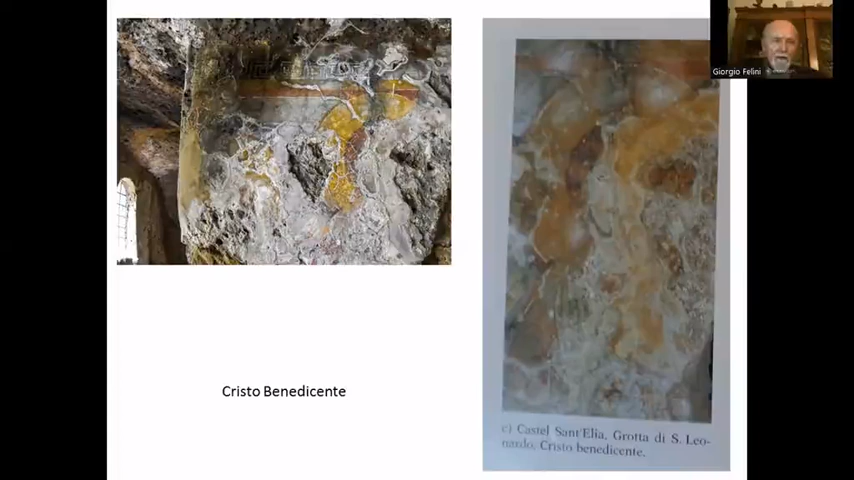 Giorgio Felini
Cristo Benedicente
c) Castel Sant'Elia, Grotta di S. Leo-
nardo. Cristo benedicente.